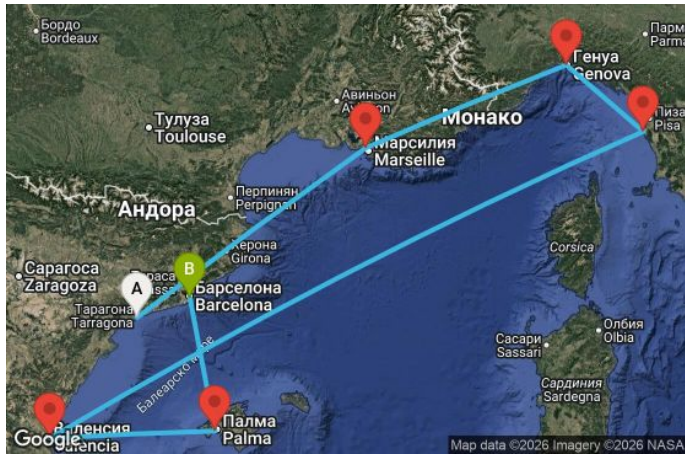 Бордо
Bordeaux
Парм
Parma
Генуа
Genova
Авиньон
Тулуза
Toulouse
Монако
Пиза
Pisa
Марсилия
Marseille
Перпинян
Perpignan
Андора
Херона
Girona
Corsica
Сарагоса
Zaragoza
A
B
Барселона
Barcelona
Тарагона
Tarragona
Олбия
Olbia
Сасари
Sassari
Балеарско море
Сардиния
Sardegna
Палма
Palma
Google
Map data ©2026 Imagery ©2026 NASA